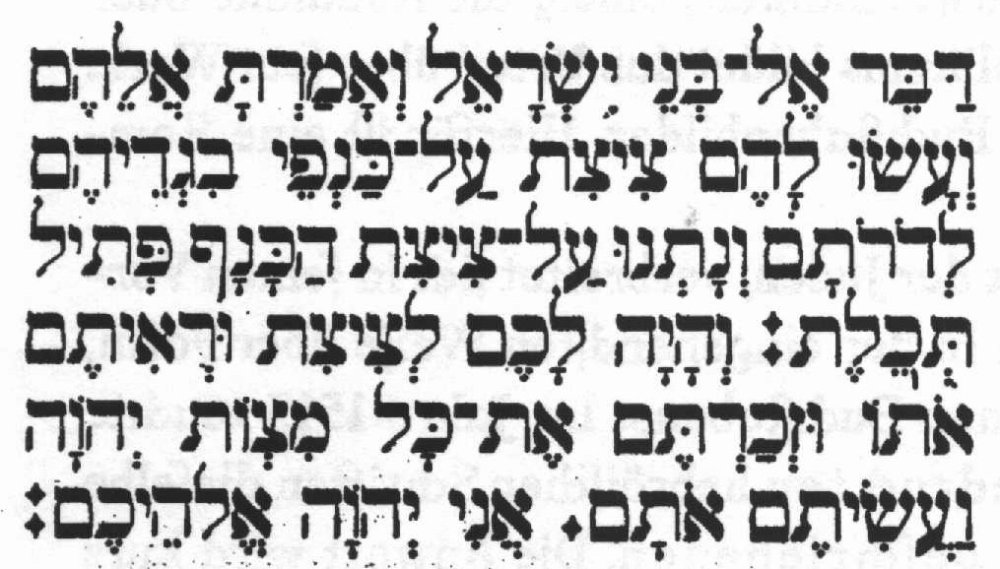 דַּבֵּר אֶל־בְּנֵי יִשְׂרָאֵל וְאָמַרְתָּ אֲלֵהֶם
וְעָשׂוּ לָהֶם צִיצִת עַל־כַּנְפֵי בִגְדֵיהֶם
לְדֹרֹתָם וְנָתְנוּ עַל־צִיצִת הַכָּנָף פְּתִיל
תְּכֵלֶת׃ וְהָיָה לָכֶם לְצִיצִת וּרְאִיתֶם
אֹתוֹ וּזְכַרְתֶּם אֶת־כָּל מִצְוֹת יְהוָֹה
וַעֲשִׂיתֶם אֹתָם. אֲנִי יְהוָֹה אֱלֹהֵיכֶם׃